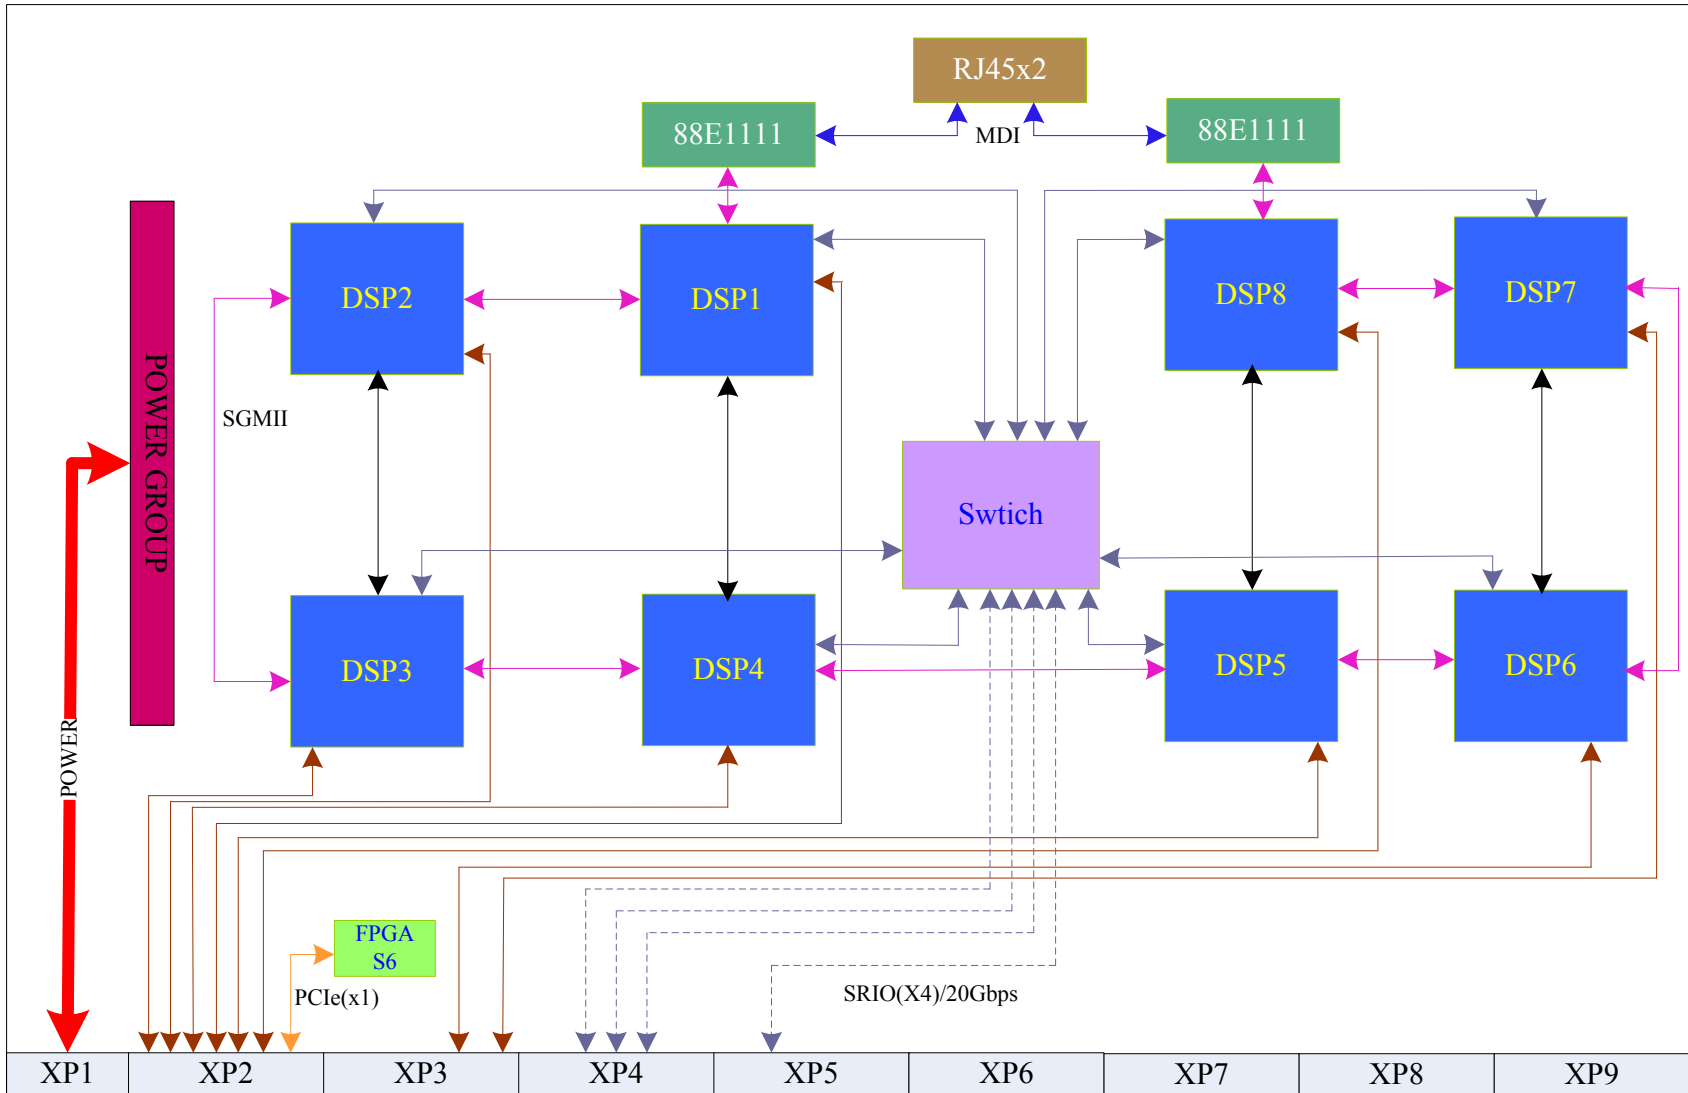 RJ45x2
88E1111
MDI
88E1111
DSP2
DSP1
DSP8
DSP7
POWER GROUP
SGMII
Swtich
DSP3
DSP4
DSP5
DSP6
POWER
FPGA
S6
PCIe(x1)
SRIO(X4)/20Gbps
XP1
XP2
XP3
XP4
XP5
XP6
XP7
XP8
XP9